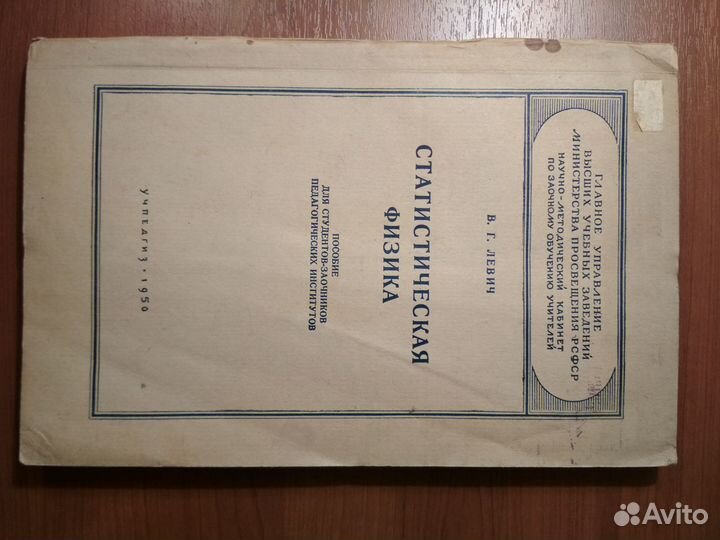 ГЛАВНОЕ УПРАВЛЕНИЕ
ВЫСШИХ УЧЕБНЫХ ЗАВЕДЕНИЙ
МИНИСТЕРСТВА ПРОСВЕЩЕНИЯ РСФСР
НАУЧНО-МЕТОДИЧЕСКИЙ КАБИНЕТ
ПО ЗАОЧНОМУ ОБУЧЕНИЮ УЧИТЕЛЕЙ
В. Г. ЛЕВИЧ
СТАТИСТИЧЕСКАЯ
ФИЗИКА
ПОСОБИЕ
ДЛЯ СТУДЕНТОВ-ЗАОЧНИКОВ
ПЕДАГОГИЧЕСКИХ ИНСТИТУТОВ
УЧПЕДГИЗ · 1950
Avito